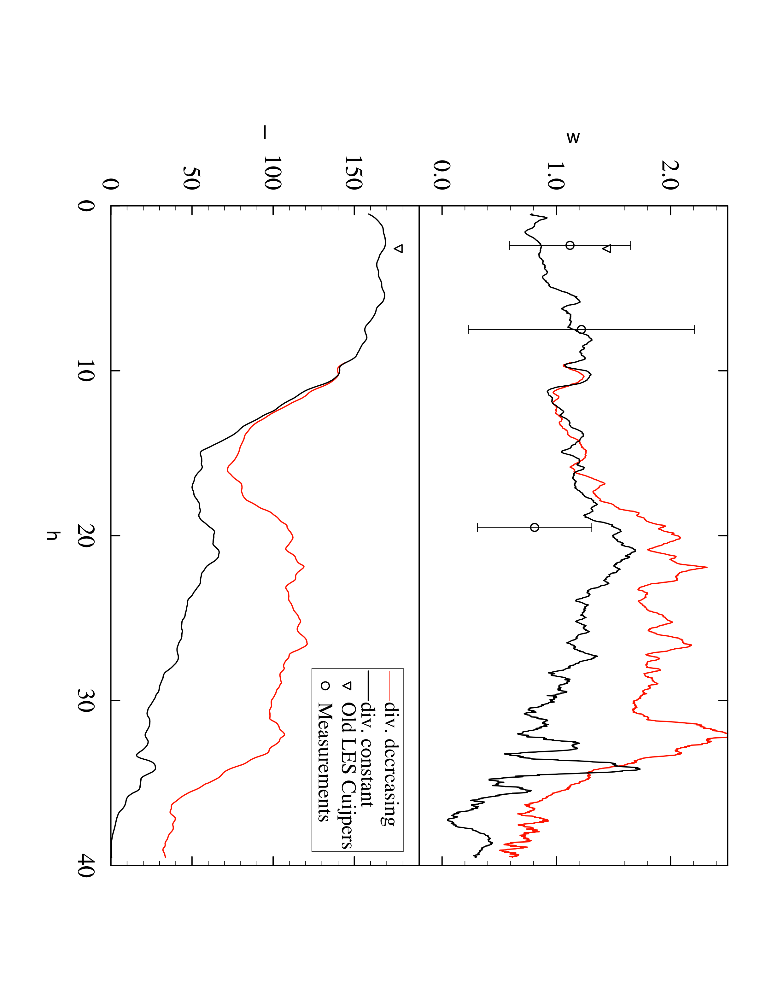 w
2.0
1.0
0.0
l
150
100
50
0
div. decreasing
div. constant
Old LES Cuijpers
Measurements
0
10
20
30
40
h